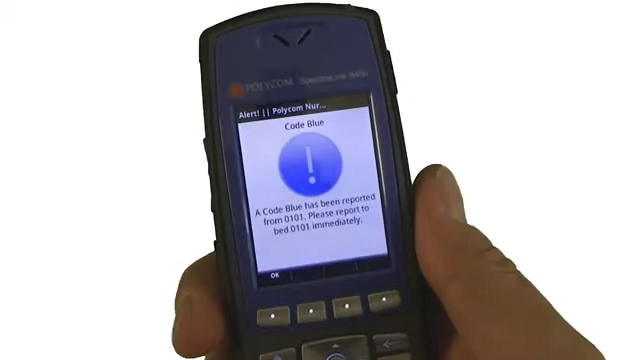 POLYCOM SpectraLink 8450
Alert! || Polycom Nur...
Code Blue
A Code Blue has been reported
from 0101. Please report to
bed 0101 immediately.
OK